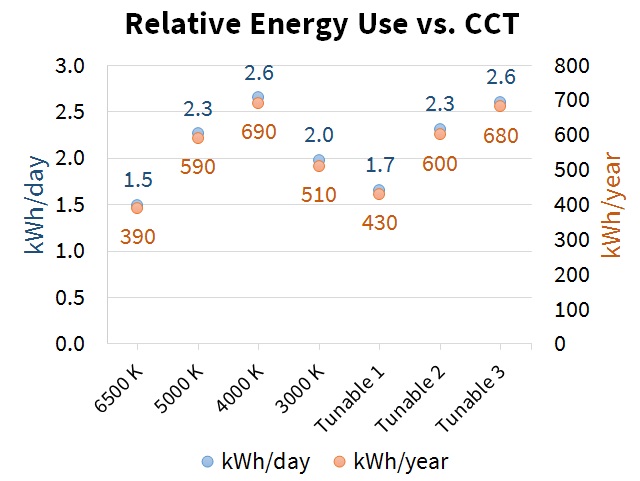 Relative Energy Use vs. CCT
3.0
2.5
2.0
1.5
1.0
0.5
0.0
kWh/day
800
700
600
500
400
300
200
100
0
kWh/year
1.5
2.3
2.6
2.0
1.7
2.3
2.6
390
590
690
510
430
600
680
6500 K
5000 K
4000 K
3000 K
Tunable 1
Tunable 2
Tunable 3
kWh/day kWh/year